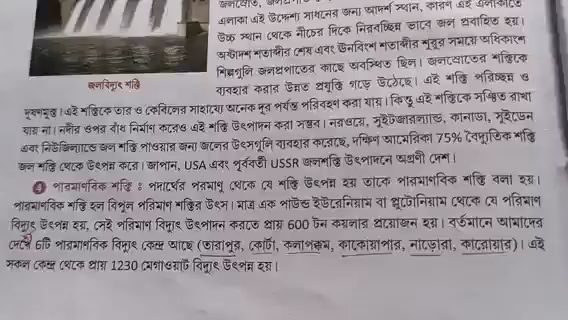 এলাকা এই উদ্দেশ্য সাধনের জন্য আদর্শ স্থান, কারণ এই এলাকাতে
উচ্চ স্থান থেকে নীচের দিকে নিরবচ্ছিন্ন ভাবে জল প্রবাহিত হয়।
অষ্টাদশ শতাব্দীর শেষ এবং ঊনবিংশ শতাব্দীর শুরুর সময়ে অধিকাংশ
শিল্পগুলি জলপ্রপাতের কাছে অবস্থিত ছিল। জলস্রোতের শক্তিকে
জলবিদ্যুৎ শক্তি
ব্যবহার করার উন্নত প্রযুক্তি গড়ে উঠেছে। এই শক্তি পরিচ্ছন্ন ও
দূষণমুক্ত। এই শক্তিকে তার ও কেবিলের সাহায্যে অনেক দূর পর্যন্ত পরিবহণ করা যায়। কিন্তু এই শক্তিকে সঞ্চিত রাখা
যায় না। নদীর ওপর বাঁধ নির্মাণ করেও এই শক্তি উৎপাদন করা সম্ভব। নরওয়ে, সুইটজারল্যান্ড, কানাডা, সুইডেন
এবং নিউজিল্যান্ডে জল শক্তি পাওয়ার জন্য জলের উৎসগুলি ব্যবহার করেছে, দক্ষিণ আমেরিকা 75% বৈদ্যুতিক শক্তি
জল শক্তি থেকে উৎপন্ন করে। জাপান, USA এবং পূর্ববর্তী USSR জলশক্তি উৎপাদনে অগ্রণী দেশ।
4 পারমাণবিক শক্তি ঃ পদার্থের পরমাণু থেকে যে শক্তি উৎপন্ন হয় তাকে পারমাণবিক শক্তি বলা হয়।
পারমাণবিক শক্তি হল বিপুল পরিমাণ শক্তির উৎস। মাত্র এক পাউন্ড ইউরেনিয়াম বা প্লুটোনিয়াম থেকে যে পরিমাণ
বিদ্যুৎ উৎপন্ন হয়, সেই পরিমাণ বিদ্যুৎ উৎপাদন করতে প্রায় 600 টন কয়লার প্রয়োজন হয়। বর্তমানে আমাদের
দেশে 6টি পারমাণবিক বিদ্যুৎ কেন্দ্র আছে (তারাপুর, কোটা, কলাপক্কম, কাকোয়াপার, নাড়োরা, কারোয়ার)। এই
সকল কেন্দ্র থেকে প্রায় 1230 মেগাওয়াট বিদ্যুৎ উৎপন্ন হয়।